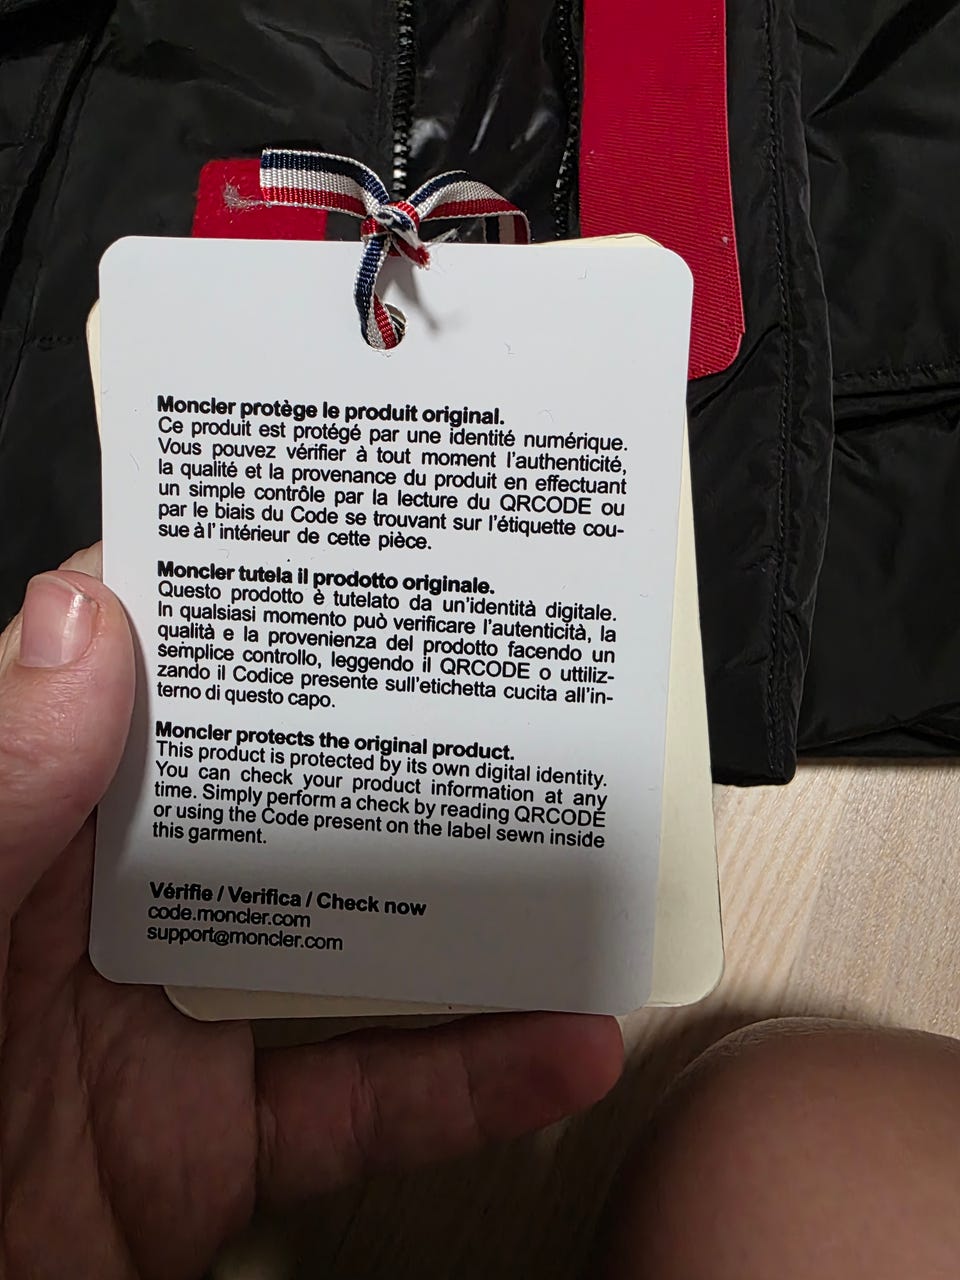 Moncler protège le produit original.
Ce produit est protégé par une identité numérique.
Vous pouvez vérifier à tout moment l'authenticité,
la qualité et la provenance du produit en effectuant
un simple contrôle par la lecture du QRCODE ou
par le biais du Code se trouvant sur l'étiquette cou-
sue à l' intérieur de cette pièce.
Moncler tutela il prodotto originale.
Questo prodotto è tutelato da un'identità digitale.
In qualsiasi momento può verificare l'autenticità, la
qualità e la provenienza del prodotto facendo un
semplice controllo, leggendo il QRCODE o uttiliz-
zando il Codice presente sull'etichetta cucita all'in-
terno di questo capo.
Moncler protects the original product.
This product is protected by its own digital identity.
You can check your product information at any
time. Simply perform a check by reading QRCODE
or using the Code present on the label sewn inside
this garment.
Vérifie / Verifica / Check now
code.moncler.com
support@moncler.com